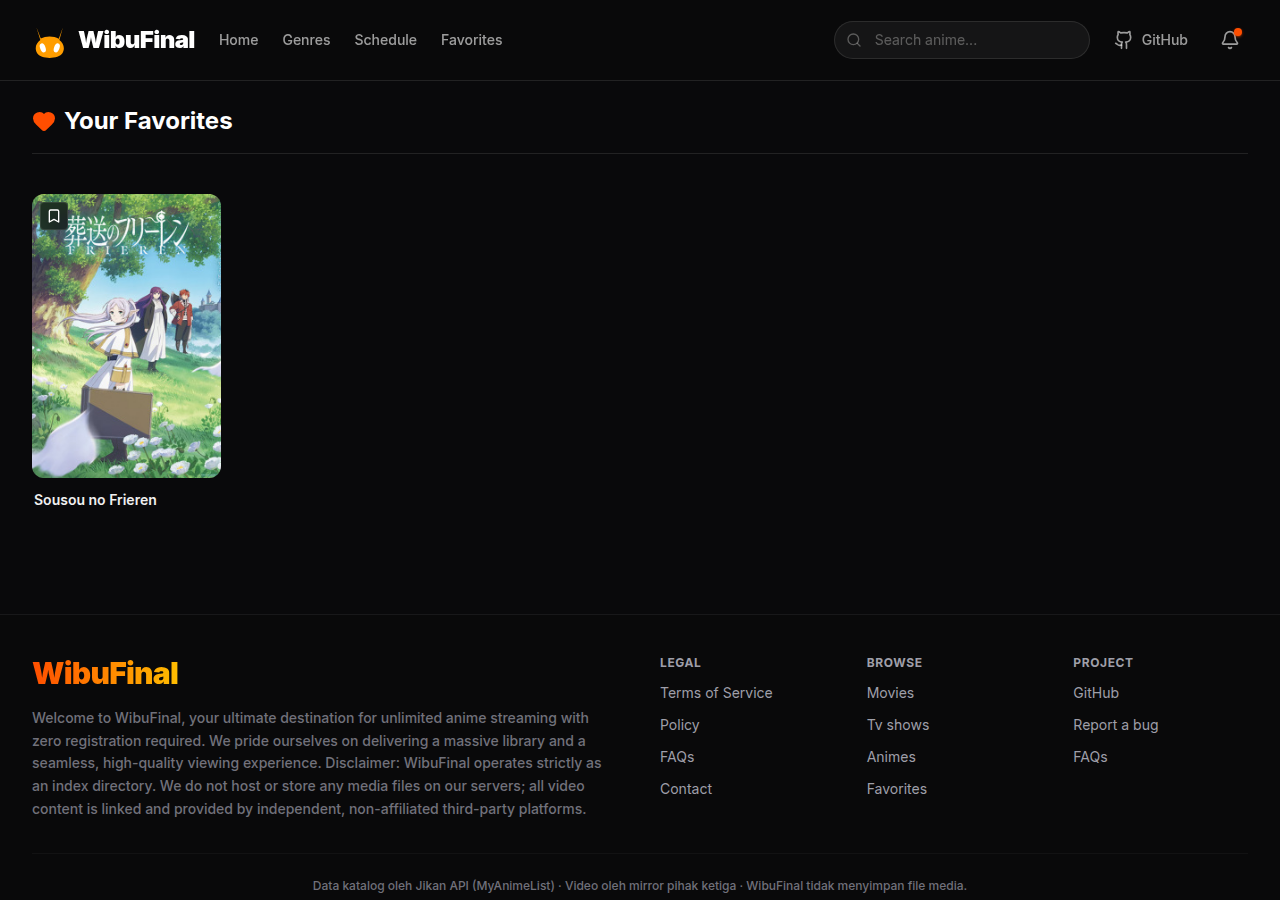 WibuFinal
Home
Genres
Schedule
Favorites
Search anime...
GitHub
Your Favorites
葬送のフリーレン
FRIEREN
Sousou no Frieren
WibuFinal
Welcome to WibuFinal, your ultimate destination for unlimited anime streaming with
zero registration required. We pride ourselves on delivering a massive library and a
seamless, high-quality viewing experience. Disclaimer: WibuFinal operates strictly as
an index directory. We do not host or store any media files on our servers; all video
content is linked and provided by independent, non-affiliated third-party platforms.
LEGAL
Terms of Service
Policy
FAQs
Contact
BROWSE
Movies
Tv shows
Animes
Favorites
PROJECT
GitHub
Report a bug
FAQs
Data katalog oleh Jikan API (MyAnimeList) · Video oleh mirror pihak ketiga · WibuFinal tidak menyimpan file media.